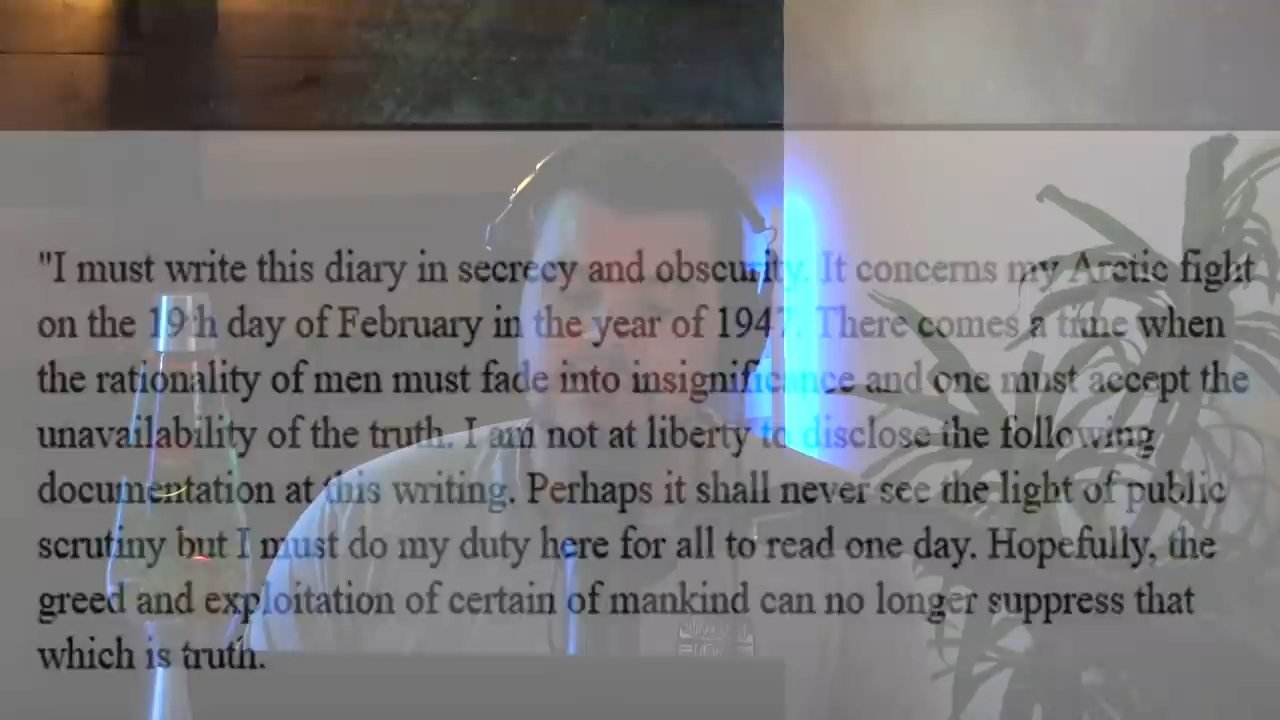 "I must write this diary in secrecy and obscurity. It concerns my Arctic fight
on the 19th day of February in the year of 1947. There comes a time when
the rationality of men must fade into insignificance and one must accept the
unavailability of the truth. I am not at liberty to disclose the following
documentation at this writing. Perhaps it shall never see the light of public
scrutiny but I must do my duty here for all to read one day. Hopefully, the
greed and exploitation of certain of mankind can no longer suppress that
which is truth.